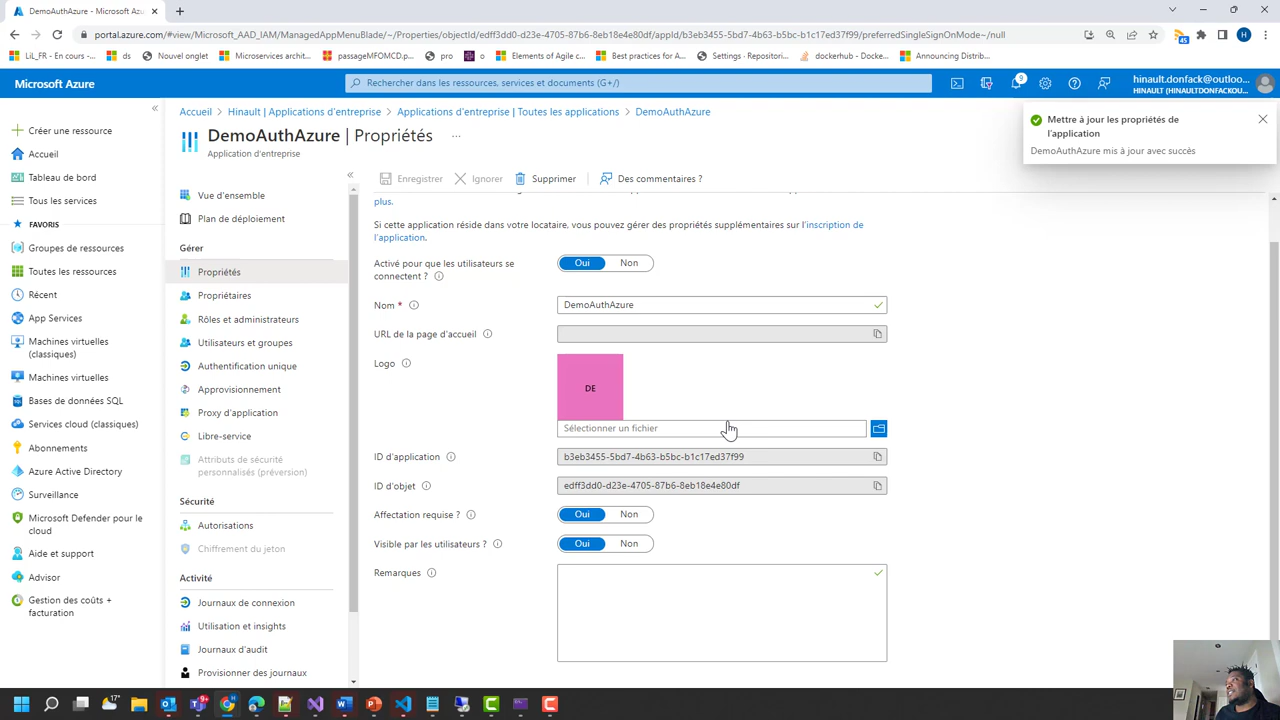 DemoAuthAzure - Microsoft Az
portal.azure.com/#view/Microsoft_AAD_IAM/ManagedAppMenuBlade/~/Properties/objectId/edff3dd0-d23e-4705-87b6-8eb18e4e80df/appId/b3eb3455-5bd7-4b63-b5bc-b1c17ed37f99/preferredSingleSignOnMode~/null
LiL_FR - En cours -...
ds
Nouvel onglet
passageMFOMCD.p...
pro
Elements of Agile c...
Best practices for A...
Settings · Repositori...
dockerhub - Docke...
Announcing Distrib...
Microsoft Azure
Rechercher dans les ressources, services et documents (G+/)
9
hinault.donfack@outloo...
HINAULT (HINAULTDONFACKOU...
Accueil
Hinault | Applications d'entreprise
Applications d'entreprise | Toutes les applications
DemoAuthAzure
DemoAuthAzure | Propriétés
Application d'entreprise
Mettre à jour les propriétés de
l'application
DemoAuthAzure mis à jour avec succès
Créer une ressource
Accueil
Tableau de bord
Tous les services
FAVORIS
Groupes de ressources
Toutes les ressources
Récent
App Services
Machines virtuelles
(classiques)
Machines virtuelles
Bases de données SQL
Services cloud (classiques)
Abonnements
Azure Active Directory
Surveillance
Microsoft Defender pour le
cloud
Aide et support
Advisor
Gestion des coûts +
facturation
Vue d'ensemble
Plan de déploiement
Gérer
Propriétés
Propriétaires
Rôles et administrateurs
Utilisateurs et groupes
Authentification unique
Approvisionnement
Proxy d'application
Libre-service
Attributs de sécurité
personnalisés (préversion)
Sécurité
Autorisations
Chiffrement du jeton
Activité
Journaux de connexion
Utilisation et insights
Journaux d'audit
Provisionner des journaux
Enregistrer
Ignorer
Supprimer
Des commentaires ?
plus.
Si cette application réside dans votre locataire, vous pouvez gérer des propriétés supplémentaires sur l'inscription de
l'application.
Activé pour que les utilisateurs se
connectent ?
Oui
Non
Nom *
DemoAuthAzure
URL de la page d'accueil
Logo
DE
Sélectionner un fichier
ID d'application
b3eb3455-5bd7-4b63-b5bc-b1c17ed37f99
ID d'objet
edff3dd0-d23e-4705-87b6-8eb18e4e80df
Affectation requise ?
Oui
Non
Visible par les utilisateurs ?
Oui
Non
Remarques
17°